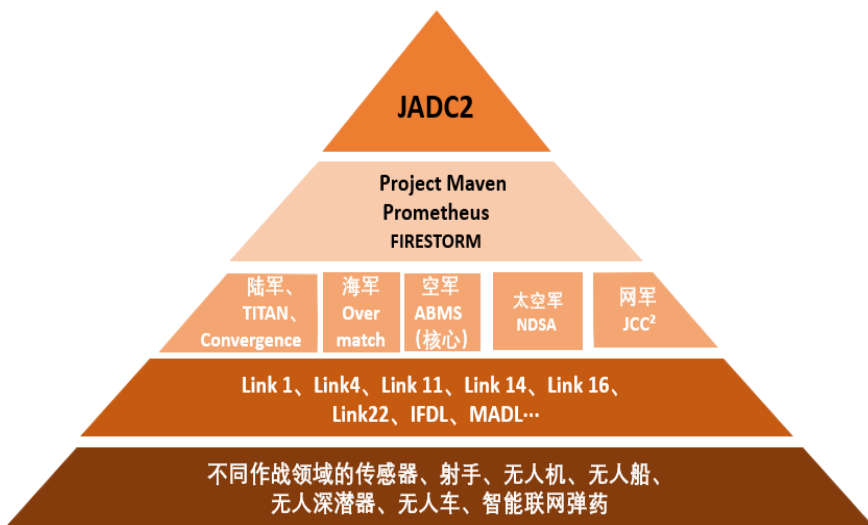 JADC2
Project Maven
Prometheus
FIRESTORM
陆军、
TITAN、
Convergence
海军
Over
match
空军
ABMS
(核心)
太空军
NDSA
网军
JCC²
Link 1、Link4、Link 11、Link 14、Link 16、
Link22、IFDL、MADL…
不同作战领域的传感器、射手、无人机、无人船、
无人深潜器、无人车、智能联网弹药